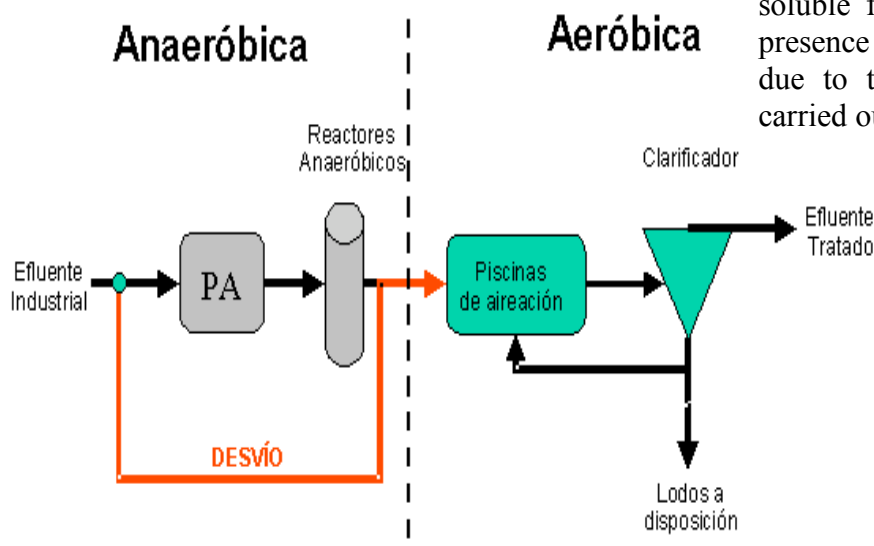 Anaeróbica
Aeróbica
soluble
presence
due to
carried
Reactores
Anaeróbicos
Clarificador
Efluente
Industrial
PA
Piscinas
de aireación
Efluente
Tratado
DESVÍO
Lodos a
disposición